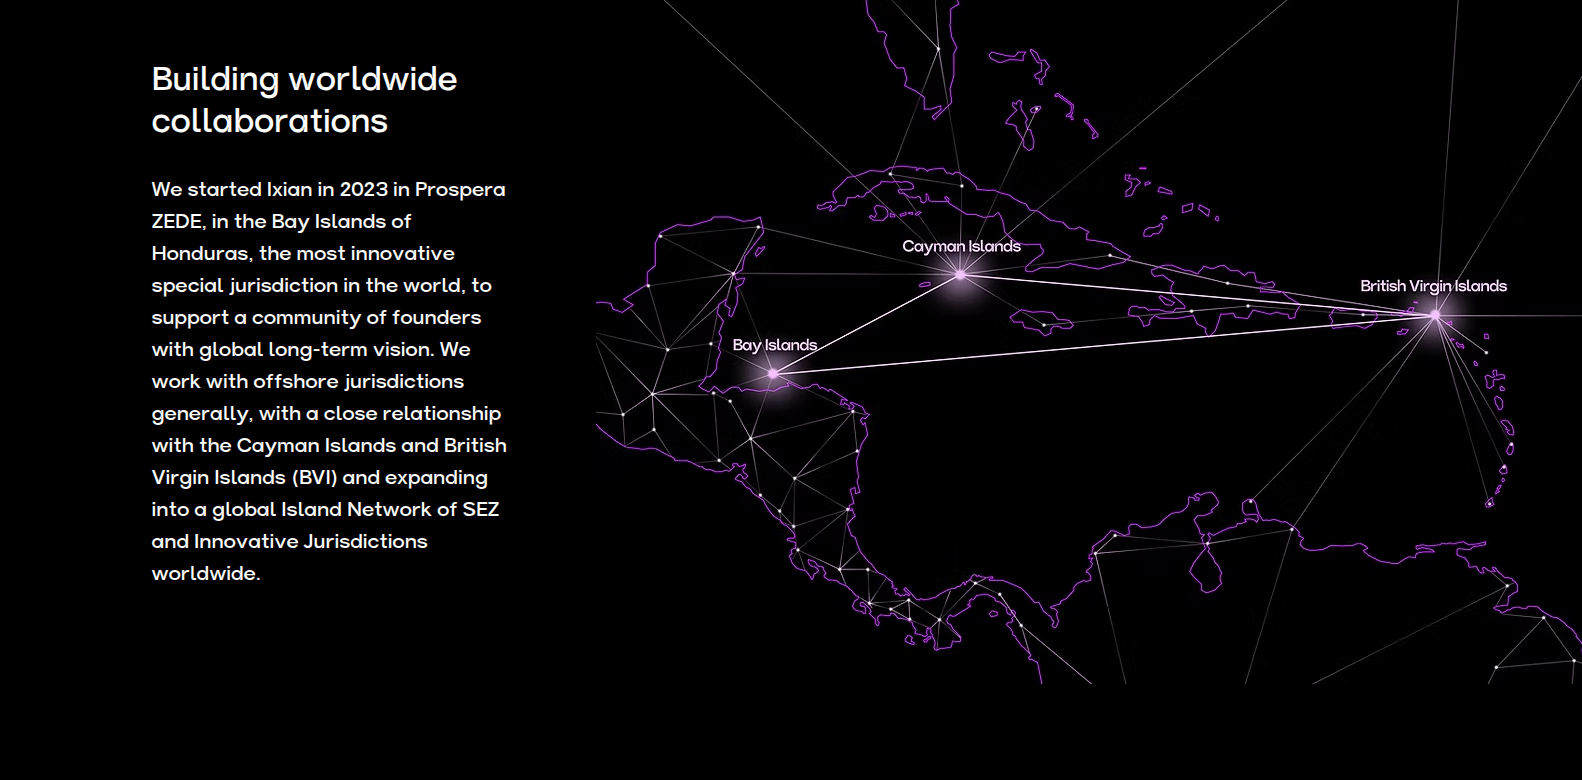 Building worldwide
collaborations
We started Ixian in 2023 in Prospera
ZEDE, in the Bay Islands of
Honduras, the most innovative
special jurisdiction in the world, to
support a community of founders
with global long-term vision. We
work with offshore jurisdictions
generally, with a close relationship
with the Cayman Islands and British
Virgin Islands (BVI) and expanding
into a global Island Network of SEZ
and Innovative Jurisdictions
worldwide.
Cayman Islands
British Virgin Islands
Bay Islands